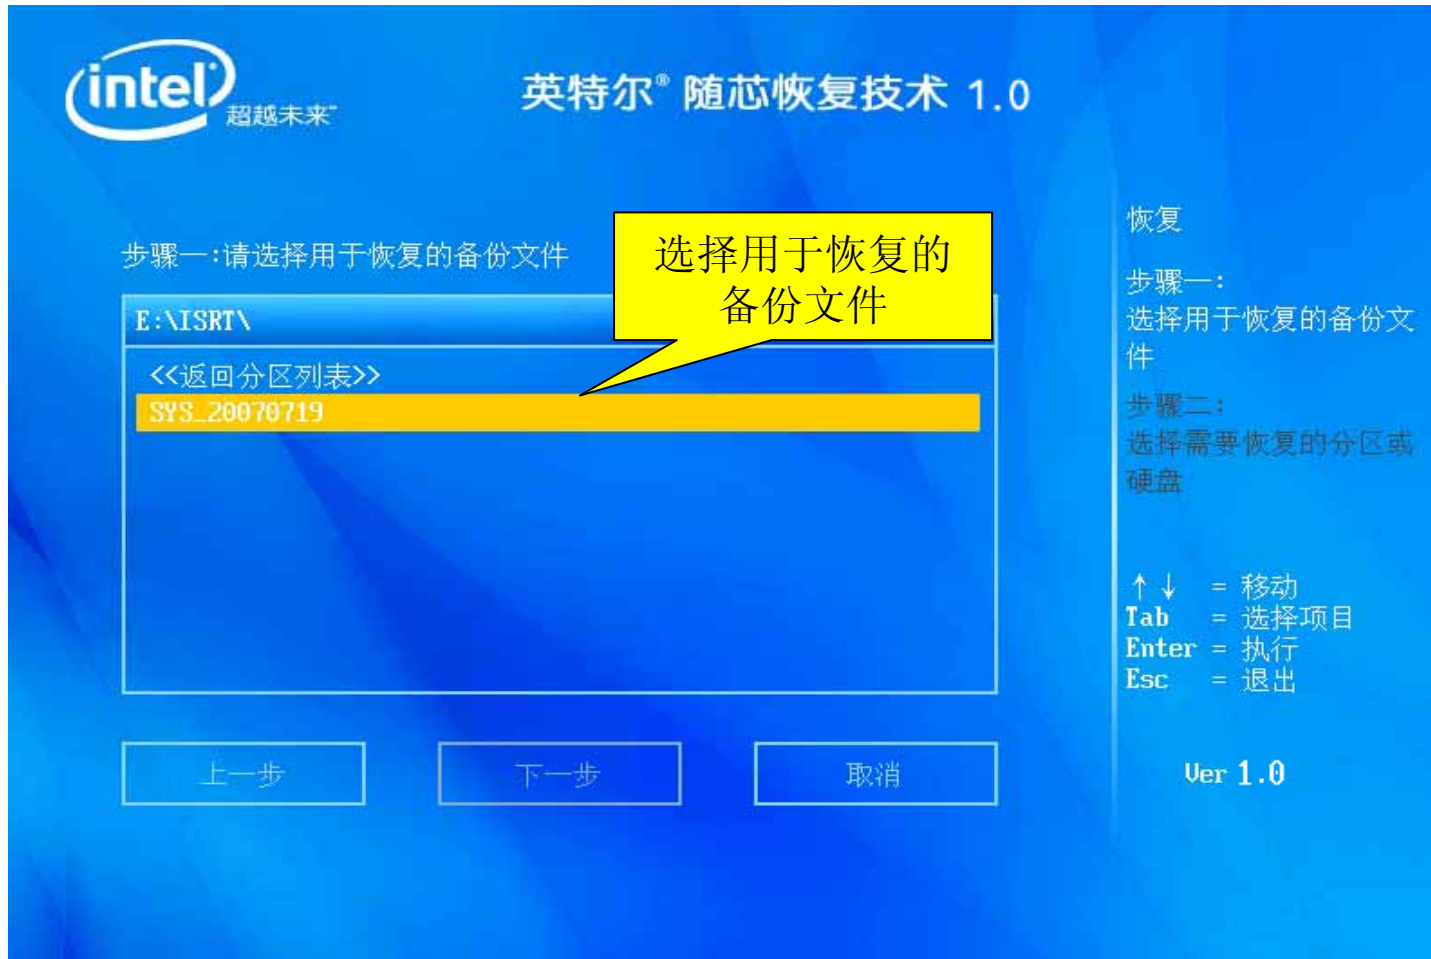 intel
超越未来™
英特尔® 随芯恢复技术 1.0
步骤一:请选择用于恢复的备份文件
选择用于恢复的
备份文件
E:\ISRT\
<<返回分区列表>>
SYS_20070719
上一步
下一步
取消
恢复
步骤一:
选择用于恢复的备份文
件
步骤二:
选择需要恢复的分区或
硬盘
↑↓ = 移动
Tab = 选择项目
Enter = 执行
Esc = 退出
Ver 1.0